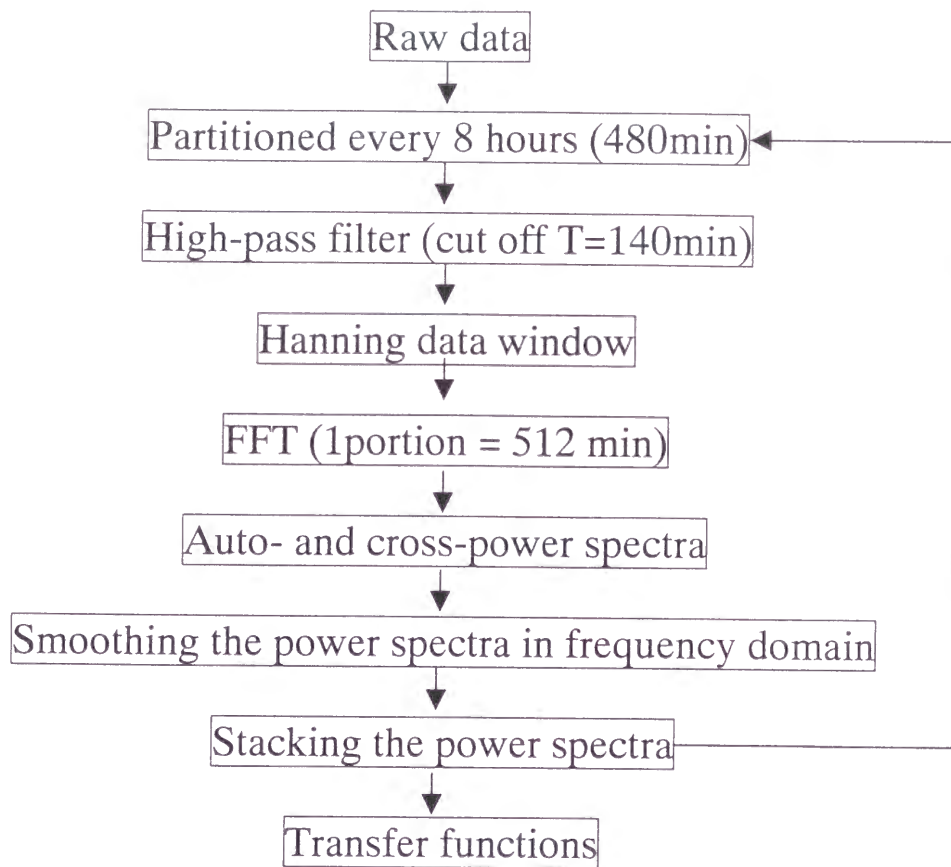 Raw data
Partitioned every 8 hours (480min)
High-pass filter (cut off T=140min)
Hanning data window
FFT (1portion = 512 min)
Auto- and cross-power spectra
Smoothing the power spectra in frequency domain
Stacking the power spectra
Transfer functions